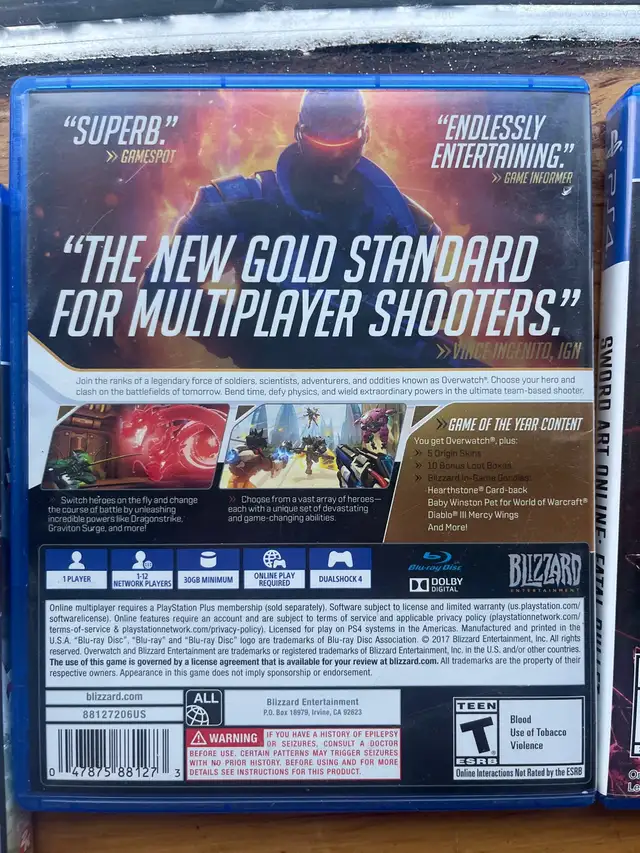 “SUPERB.”
>> GAMESPOT
“ENDLESSLY
ENTERTAINING.”
>> GAME INFORMER
“THE NEW GOLD STANDARD
FOR MULTIPLAYER SHOOTERS.”
>> VINCE INGENITO, IGN
Join the ranks of a legendary force of soldiers, scientists, adventurers, and oddities known as Overwatch®. Choose your hero and
clash on the battlefields of tomorrow. Bend time, defy physics, and wield extraordinary powers in the ultimate team-based shooter.
>> Switch heroes on the fly and change
the course of battle by unleashing
incredible powers like Dragonstrike,
Graviton Surge, and more!
>> Choose from a vast array of heroes—
each with a unique set of devastating
and game-changing abilities.
>> GAME OF THE YEAR CONTENT
You get Overwatch®, plus:
>> 5 Origin Skins
>> 10 Bonus Loot Boxes
>> Blizzard In-Game Goodies:
Hearthstone® Card-back
Baby Winston Pet for World of Warcraft®
Diablo® III Mercy Wings
And More!
1 PLAYER
1-12
NETWORK PLAYERS
30GB MINIMUM
ONLINE PLAY
REQUIRED
DUALSHOCK 4
Blu-ray Disc
DOLBY
DIGITAL
BLIZZARD
ENTERTAINMENT
Online multiplayer requires a PlayStation Plus membership (sold separately). Software subject to license and limited warranty (us.playstation.com/
softwarelicense). Online features require an account and are subject to terms of service and applicable privacy policy (playstationnetwork.com/
terms-of-service & playstationnetwork.com/privacy-policy). Licensed for play on PS4 systems in the Americas. Manufactured and printed in the
U.S.A. “Blu-ray Disc”, “Blu-ray” and “Blu-ray Disc” logo are trademarks of Blu-ray Disc Association. © 2017 Blizzard Entertainment, Inc. All rights
reserved. Overwatch and Blizzard Entertainment are trademarks or registered trademarks of Blizzard Entertainment, Inc. in the U.S. and/or other countries.
The use of this game is governed by a license agreement that is available for your review at blizzard.com. All trademarks are the property of their
respective owners. Appearance in this game does not imply sponsorship or endorsement.
blizzard.com
88127206US
ALL
Blizzard Entertainment
P.O. Box 18979, Irvine, CA 92623
0 47875 88127 3
WARNING IF YOU HAVE A HISTORY OF EPILEPSY
OR SEIZURES, CONSULT A DOCTOR
BEFORE USE. CERTAIN PATTERNS MAY TRIGGER SEIZURES
WITH NO PRIOR HISTORY. BEFORE USING AND FOR MORE
DETAILS SEE INSTRUCTIONS FOR THIS PRODUCT.
TEEN
T
ESRB
Blood
Use of Tobacco
Violence
Online Interactions Not Rated by the ESRB
PS4
SWORD ART ONLINE: FATAL BULLET